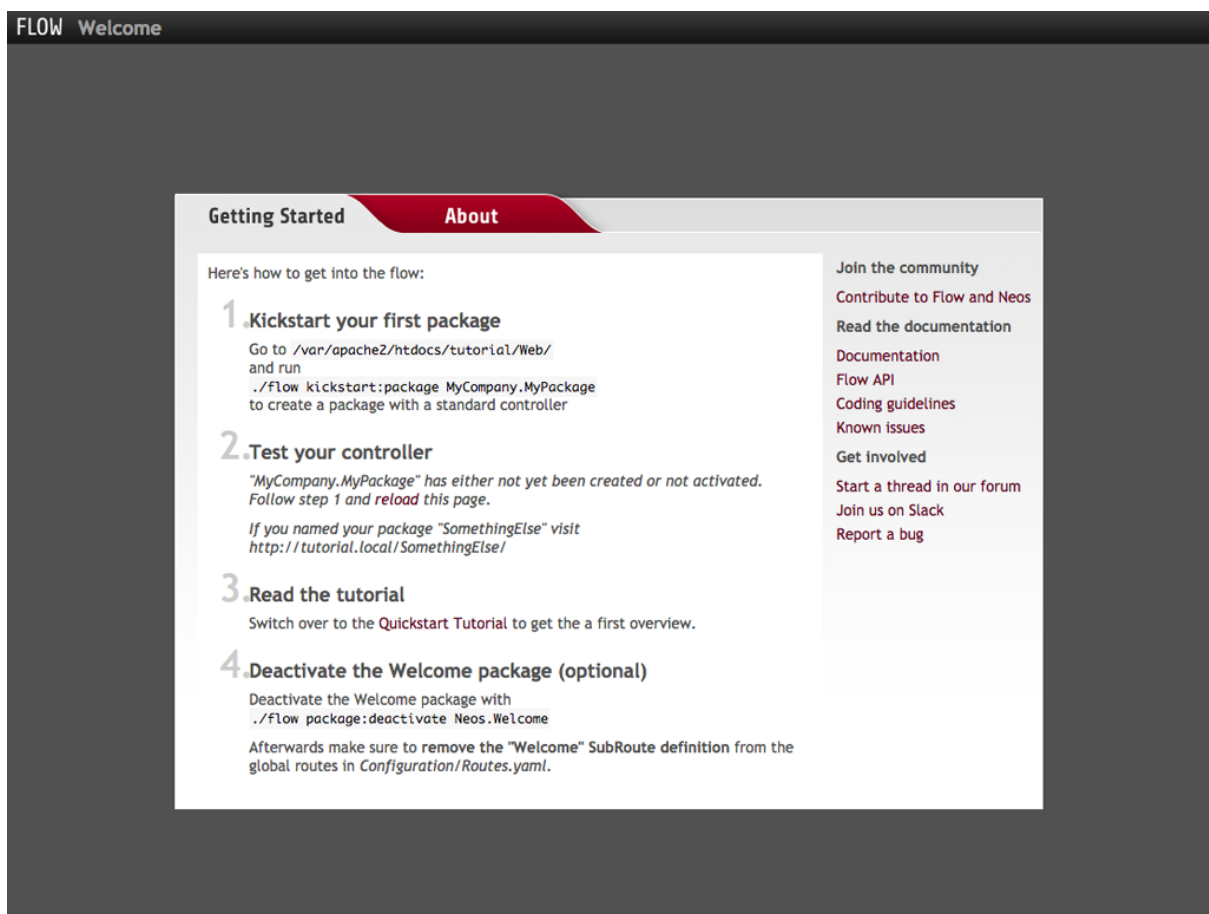 FLOW Welcome
Getting Started
About
Here's how to get into the flow:
1. Kickstart your first package
Go to /var/apache2/htdocs/tutorial/Web/
and run
./flow kickstart:package MyCompany.MyPackage
to create a package with a standard controller
2. Test your controller
"MyCompany.MyPackage" has either not yet been created or not activated.
Follow step 1 and reload this page.
If you named your package "SomethingElse" visit
http://tutorial.local/SomethingElse/
3. Read the tutorial
Switch over to the Quickstart Tutorial to get the a first overview.
4. Deactivate the Welcome package (optional)
Deactivate the Welcome package with
./flow package:deactivate Neos.Welcome
Afterwards make sure to remove the "Welcome" SubRoute definition from the
global routes in Configuration/Routes.yaml.
Join the community
Contribute to Flow and Neos
Read the documentation
Documentation
Flow API
Coding guidelines
Known issues
Get involved
Start a thread in our forum
Join us on Slack
Report a bug